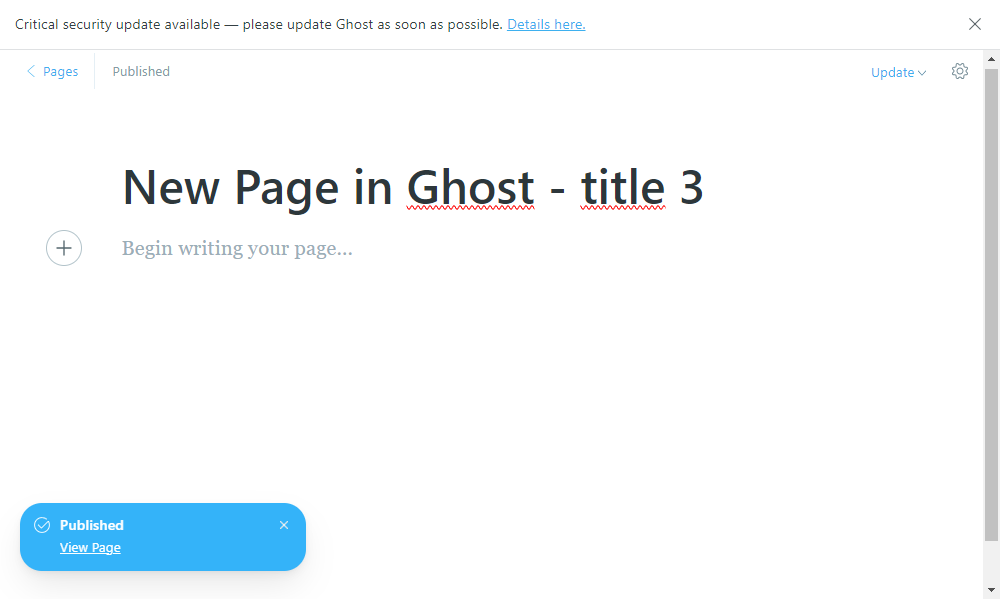 Critical security update available — please update Ghost as soon as possible. Details here.
Pages
Published
Update
New Page in Ghost - title 3
Begin writing your page...
Published
View Page